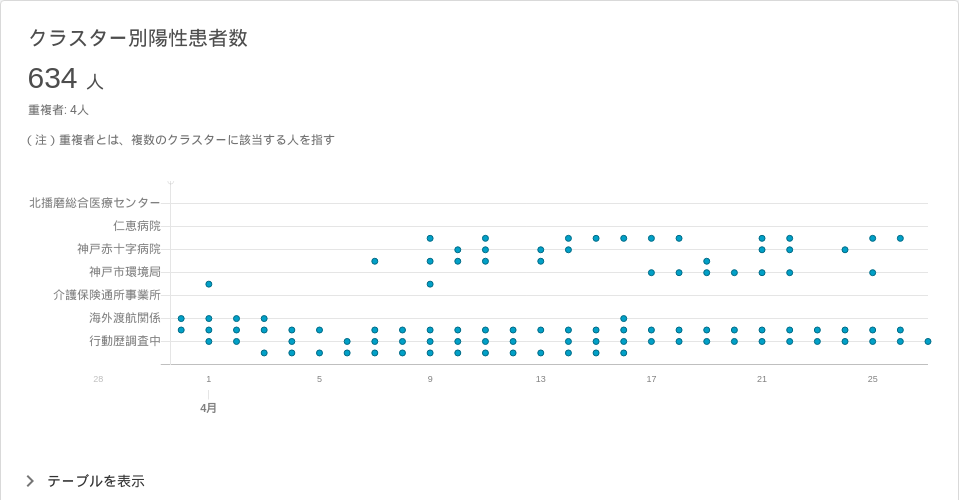 クラスター別陽性患者数
634 人
重複者: 4人
（注）重複者とは、複数のクラスターに該当する人を指す
北播磨総合医療センター
仁恵病院
神戸赤十字病院
神戸市環境局
介護保険通所事業所
海外渡航関係
行動歴調査中
28 1 5 9 13 17 21 25
4月
テーブルを表示